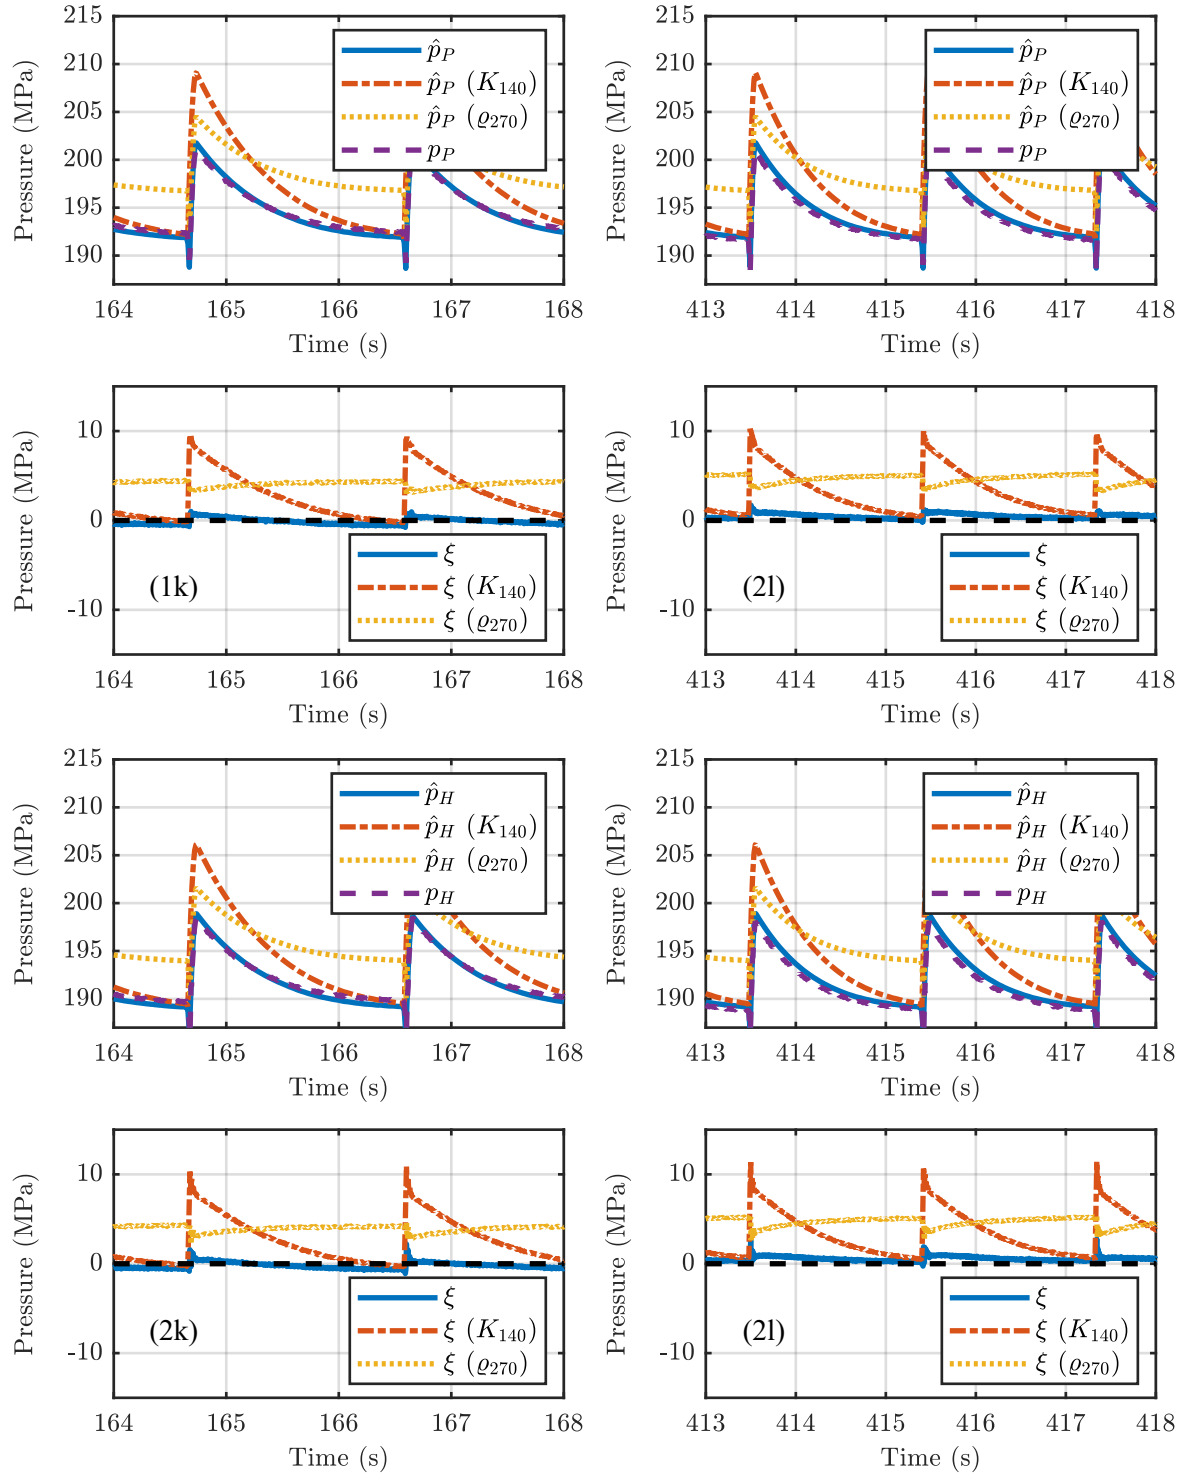 215
210
205
200
195
190
Pressure (MPa)
164 165 166 167 168
Time (s)
p̂_P
p̂_P (K_140)
p̂_P (ϱ_270)
p_P
215
210
205
200
195
190
Pressure (MPa)
413 414 415 416 417 418
Time (s)
p̂_P
p̂_P (K_140)
p̂_P (ϱ_270)
p_P
10
0
-10
Pressure (MPa)
164 165 166 167 168
Time (s)
ξ
ξ (K_140)
ξ (ϱ_270)
(1k)
10
0
-10
Pressure (MPa)
413 414 415 416 417 418
Time (s)
ξ
ξ (K_140)
ξ (ϱ_270)
(2l)
215
210
205
200
195
190
Pressure (MPa)
164 165 166 167 168
Time (s)
p̂_H
p̂_H (K_140)
p̂_H (ϱ_270)
p_H
215
210
205
200
195
190
Pressure (MPa)
413 414 415 416 417 418
Time (s)
p̂_H
p̂_H (K_140)
p̂_H (ϱ_270)
p_H
10
0
-10
Pressure (MPa)
164 165 166 167 168
Time (s)
ξ
ξ (K_140)
ξ (ϱ_270)
(2k)
10
0
-10
Pressure (MPa)
413 414 415 416 417 418
Time (s)
ξ
ξ (K_140)
ξ (ϱ_270)
(2l)